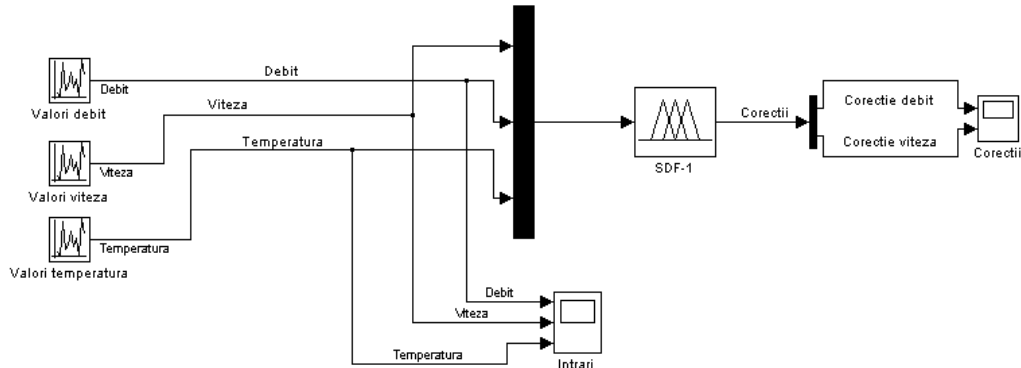 Debit
Debit
Valori debit
Viteza
Viteza
Valori viteza
Temperatura
Temperatura
Valori temperatura
SDF-1
Corectii
Corectie debit
Corectie viteza
Corectii
Debit
Viteza
Temperatura
Intrari